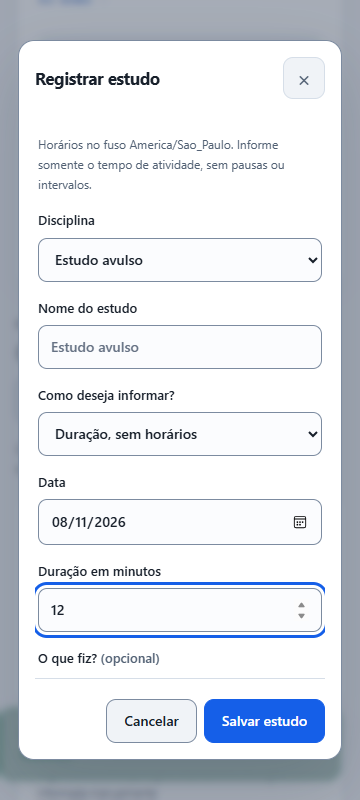 Registrar estudo
×
Horários no fuso America/Sao_Paulo. Informe
somente o tempo de atividade, sem pausas ou
intervalos.
Disciplina
Estudo avulso
Nome do estudo
Estudo avulso
Como deseja informar?
Duração, sem horários
Data
08/11/2026
Duração em minutos
12
O que fiz? (opcional)
Cancelar
Salvar estudo